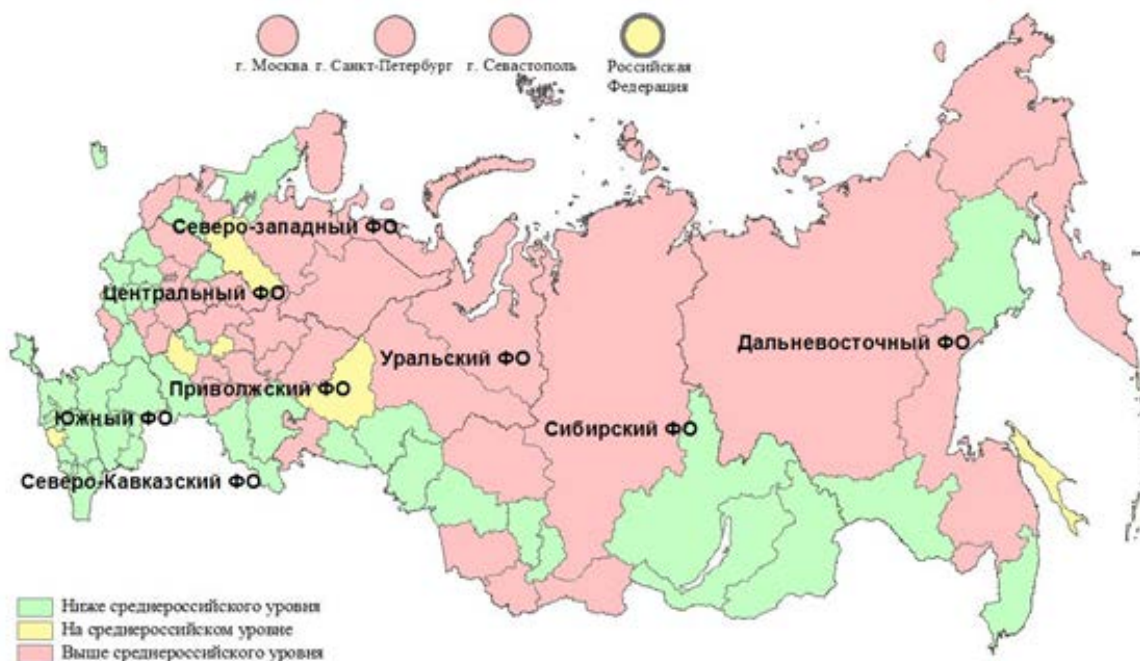 г. Москва г. Санкт-Петербург г. Севастополь Российская
Федерация
Северо-западный ФО
Центральный ФО
Уральский ФО
Дальневосточный ФО
Приволжский ФО
Южный ФО
Сибирский ФО
Северо-Кавказский ФО
Ниже среднероссийского уровня
На среднероссийском уровне
Выше среднероссийского уровня